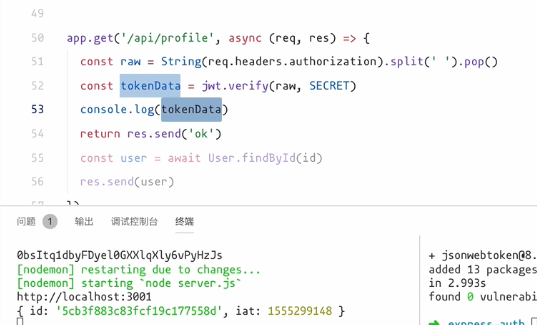 49
50 app.get('/api/profile', async (req, res) => {
51 const raw = String(req.headers.authorization).split(' ').pop()
52 const tokenData = jwt.verify(raw, SECRET)
53 console.log(tokenData)
54 return res.send('ok')
55 const user = await User.findById(id)
56 res.send(user)
57 })
问题 1 输出 调试控制台 终端
0bsItq1dbyFDyel0GXXlqXly6vPyHzJs
[nodemon] restarting due to changes...
[nodemon] starting `node server.js`
http://localhost:3001
{ id: '5cb3f883c83fcf19c177558d', iat: 1555299148 }
+ jsonwebtoken@8.
added 13 packages
in 2.993s
found 0 vulnerabi
→ express-auth